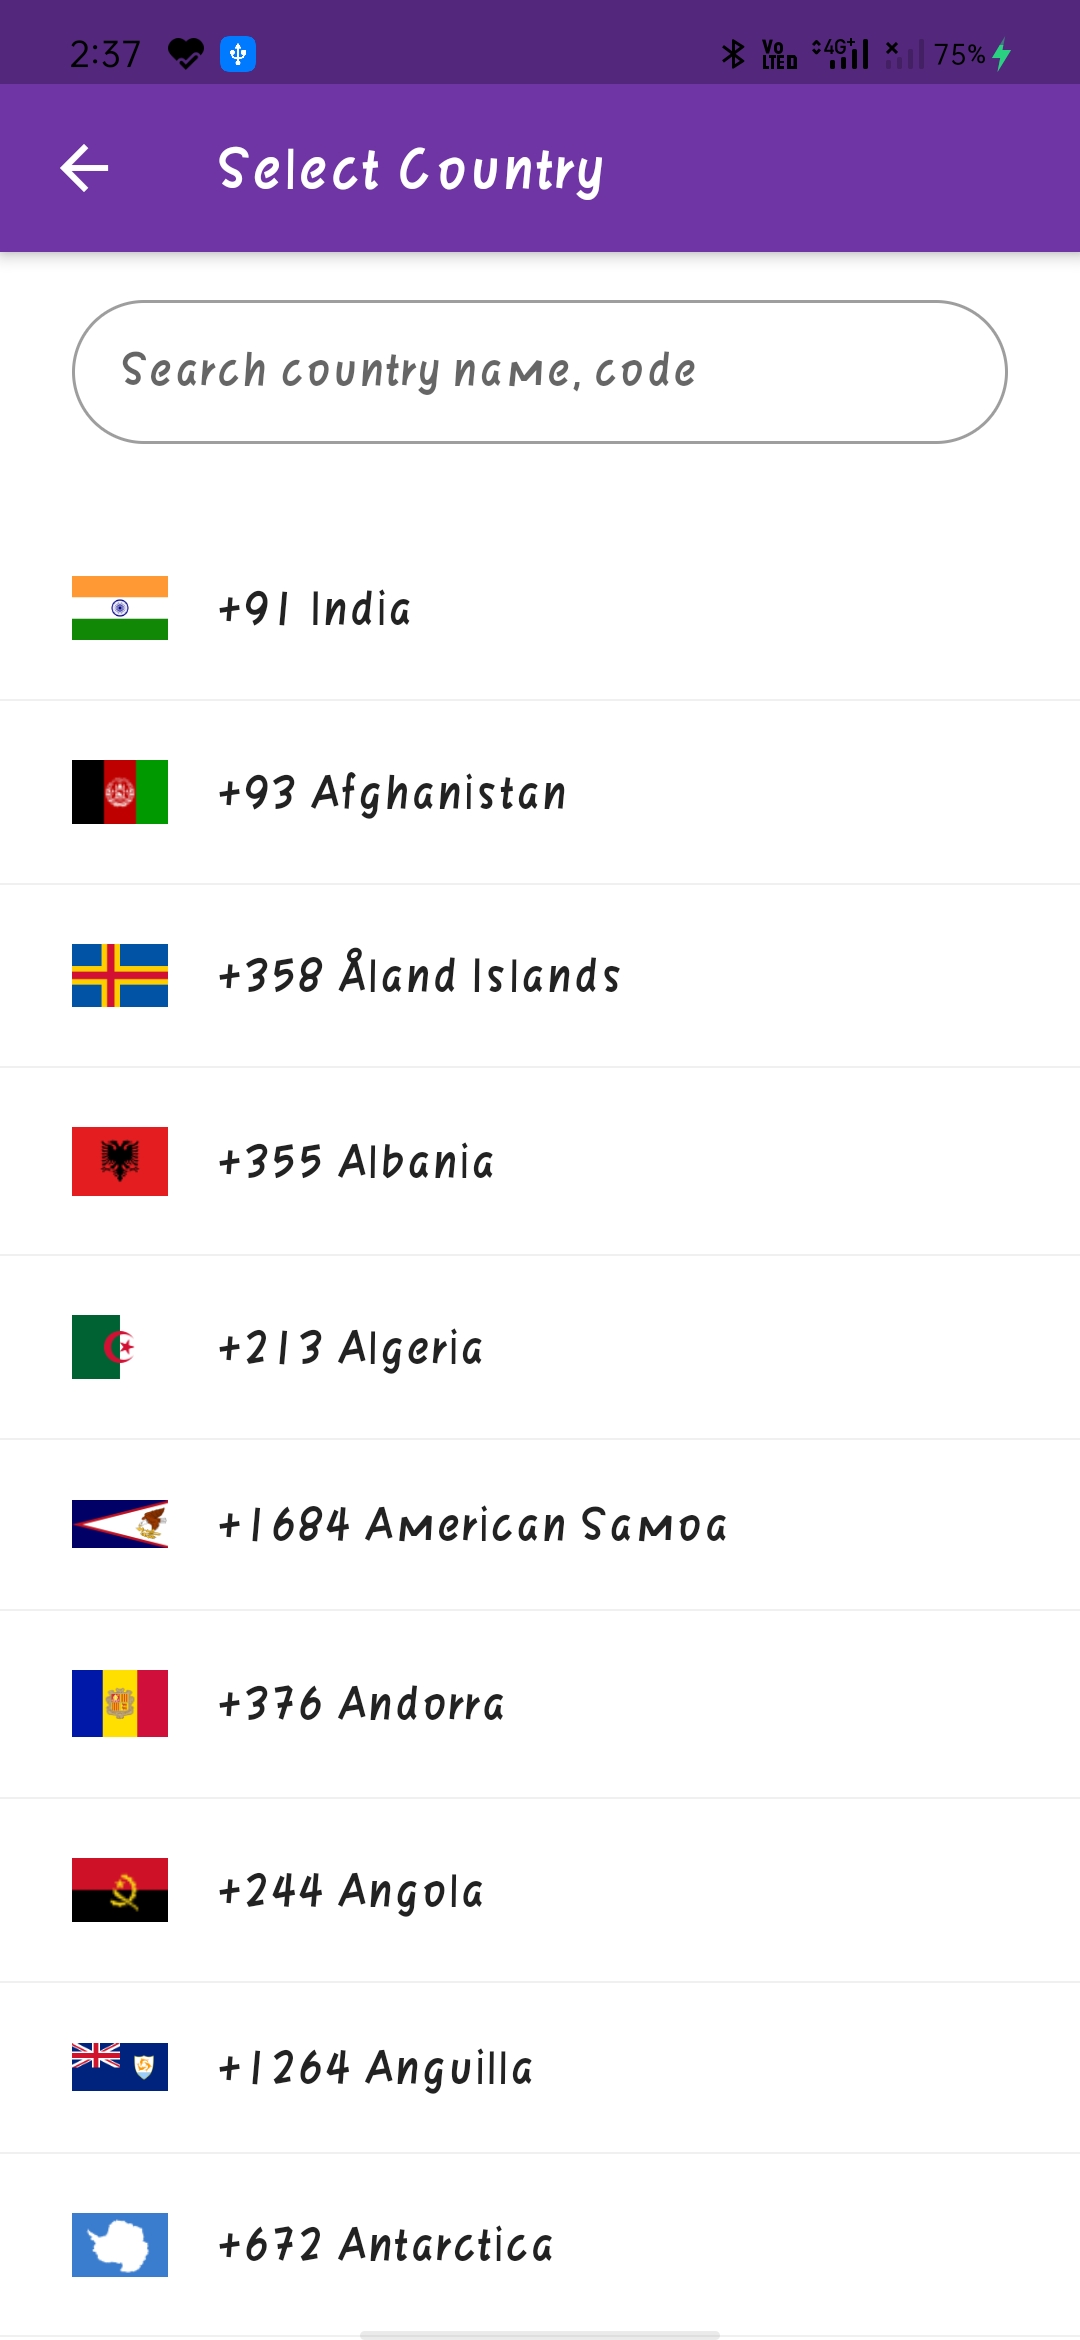 2:37
Vo LTED 4G+ 75%
Select Country
Search country name, code
+91 India
+93 Afghanistan
+358 Åland Islands
+355 Albania
+213 Algeria
+1684 American Samoa
+376 Andorra
+244 Angola
+1264 Anguilla
+672 Antarctica